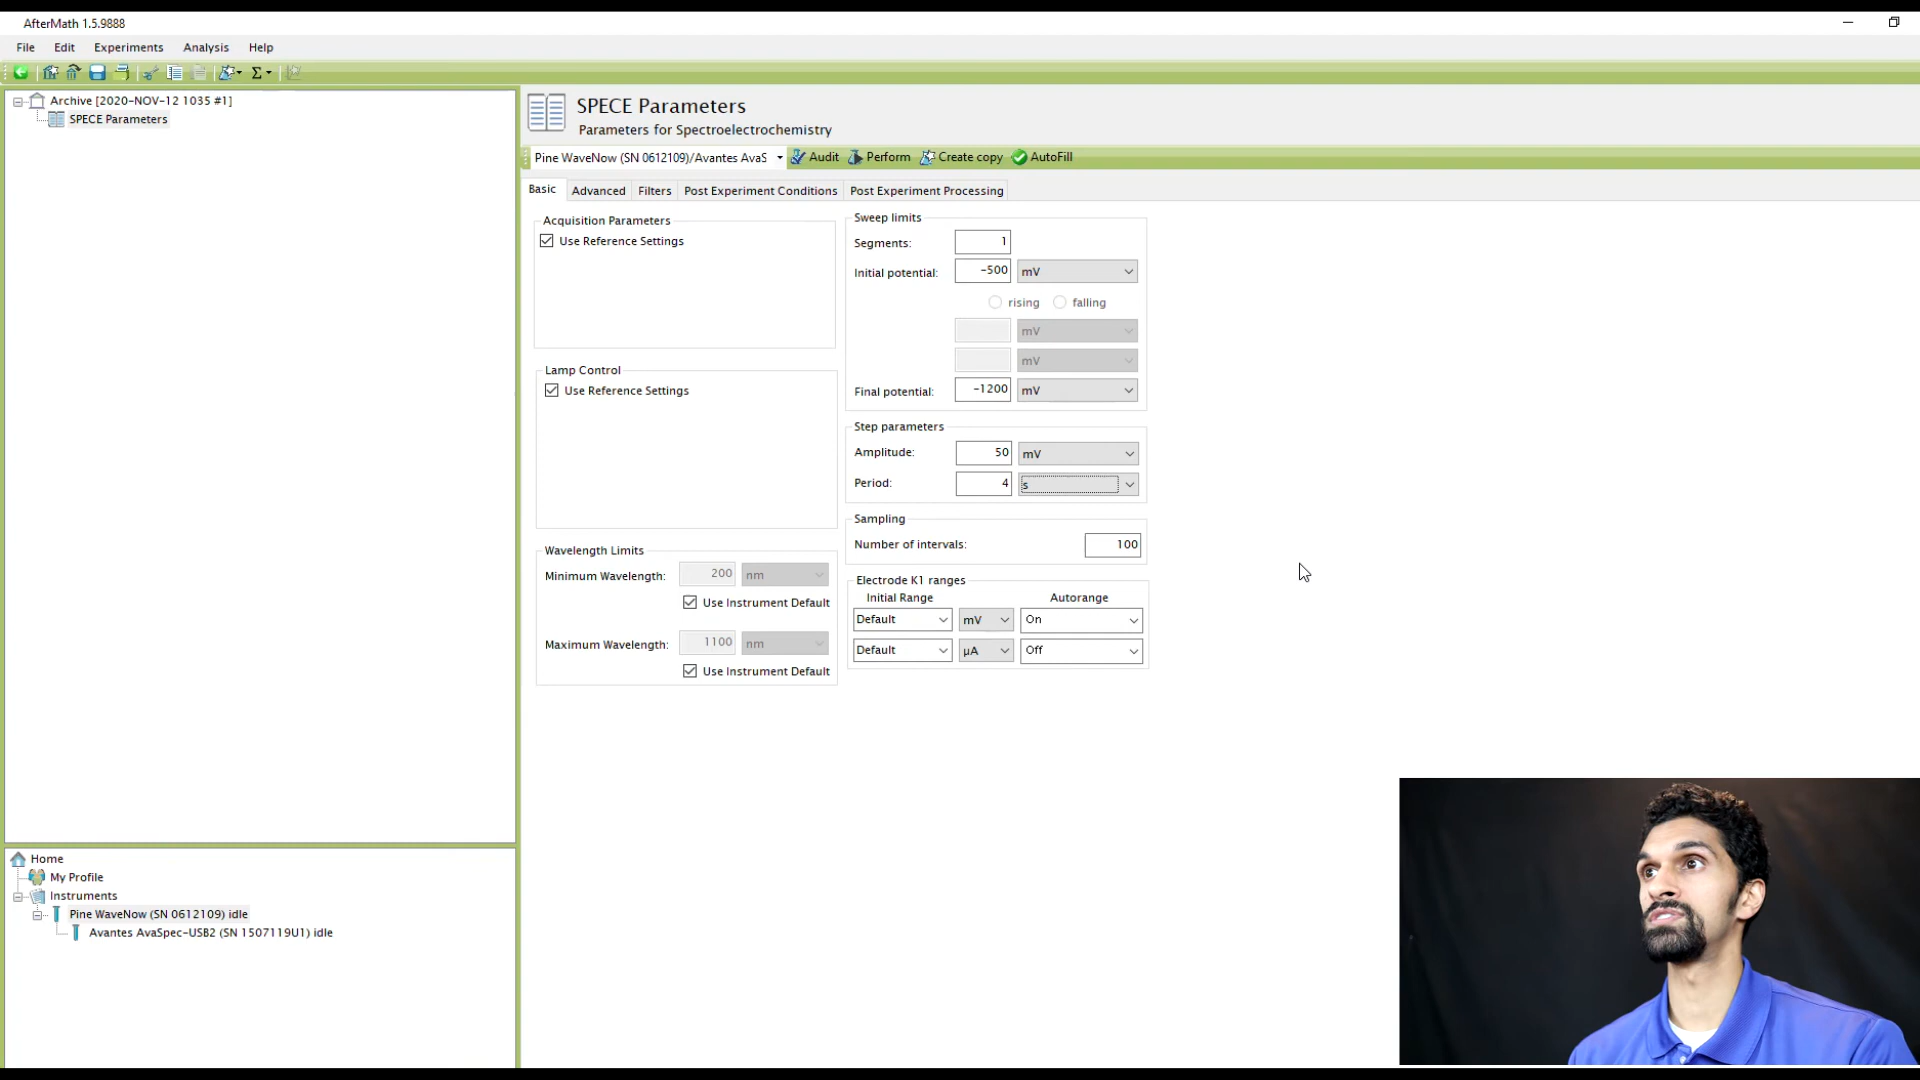 AfterMath 1.5.9888
File Edit Experiments Analysis Help
Archive [2020-NOV-12 1035 #1]
SPECE Parameters
SPECE Parameters
Parameters for Spectroelectrochemistry
Pine WaveNow (SN 0612109)/Avantes AvaS Audit Perform Create copy AutoFill
Basic Advanced Filters Post Experiment Conditions Post Experiment Processing
Acquisition Parameters
Use Reference Settings
Lamp Control
Use Reference Settings
Wavelength Limits
Minimum Wavelength: 200 nm
Use Instrument Default
Maximum Wavelength: 1100 nm
Use Instrument Default
Sweep limits
Segments: 1
Initial potential: -500 mV
rising falling
mV
mV
Final potential: -1200 mV
Step parameters
Amplitude: 50 mV
Period: 4 s
Sampling
Number of intervals: 100
Electrode K1 ranges
Initial Range Autorange
Default mV On
Default µA Off
Home
My Profile
Instruments
Pine WaveNow (SN 0612109) idle
Avantes AvaSpec-USB2 (SN 1507119U1) idle